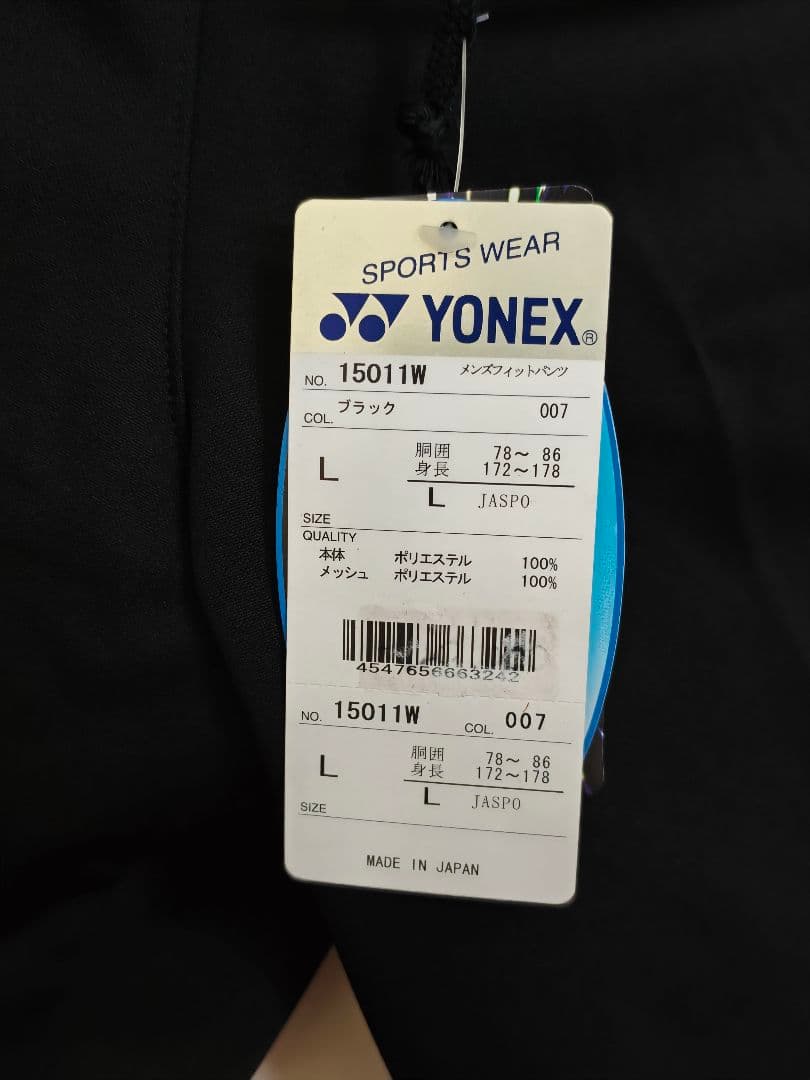 SPORTS WEAR
YONEX®
NO. 15011W メンズフィットパンツ
COL. ブラック 007
L 胴囲 78～ 86
身長 172～178
L JASPO
SIZE
QUALITY
本体 ポリエステル 100%
メッシュ ポリエステル 100%
4547656663242
NO. 15011W COL. 007
L 胴囲 78～ 86
身長 172～178
L JASPO
SIZE
MADE IN JAPAN